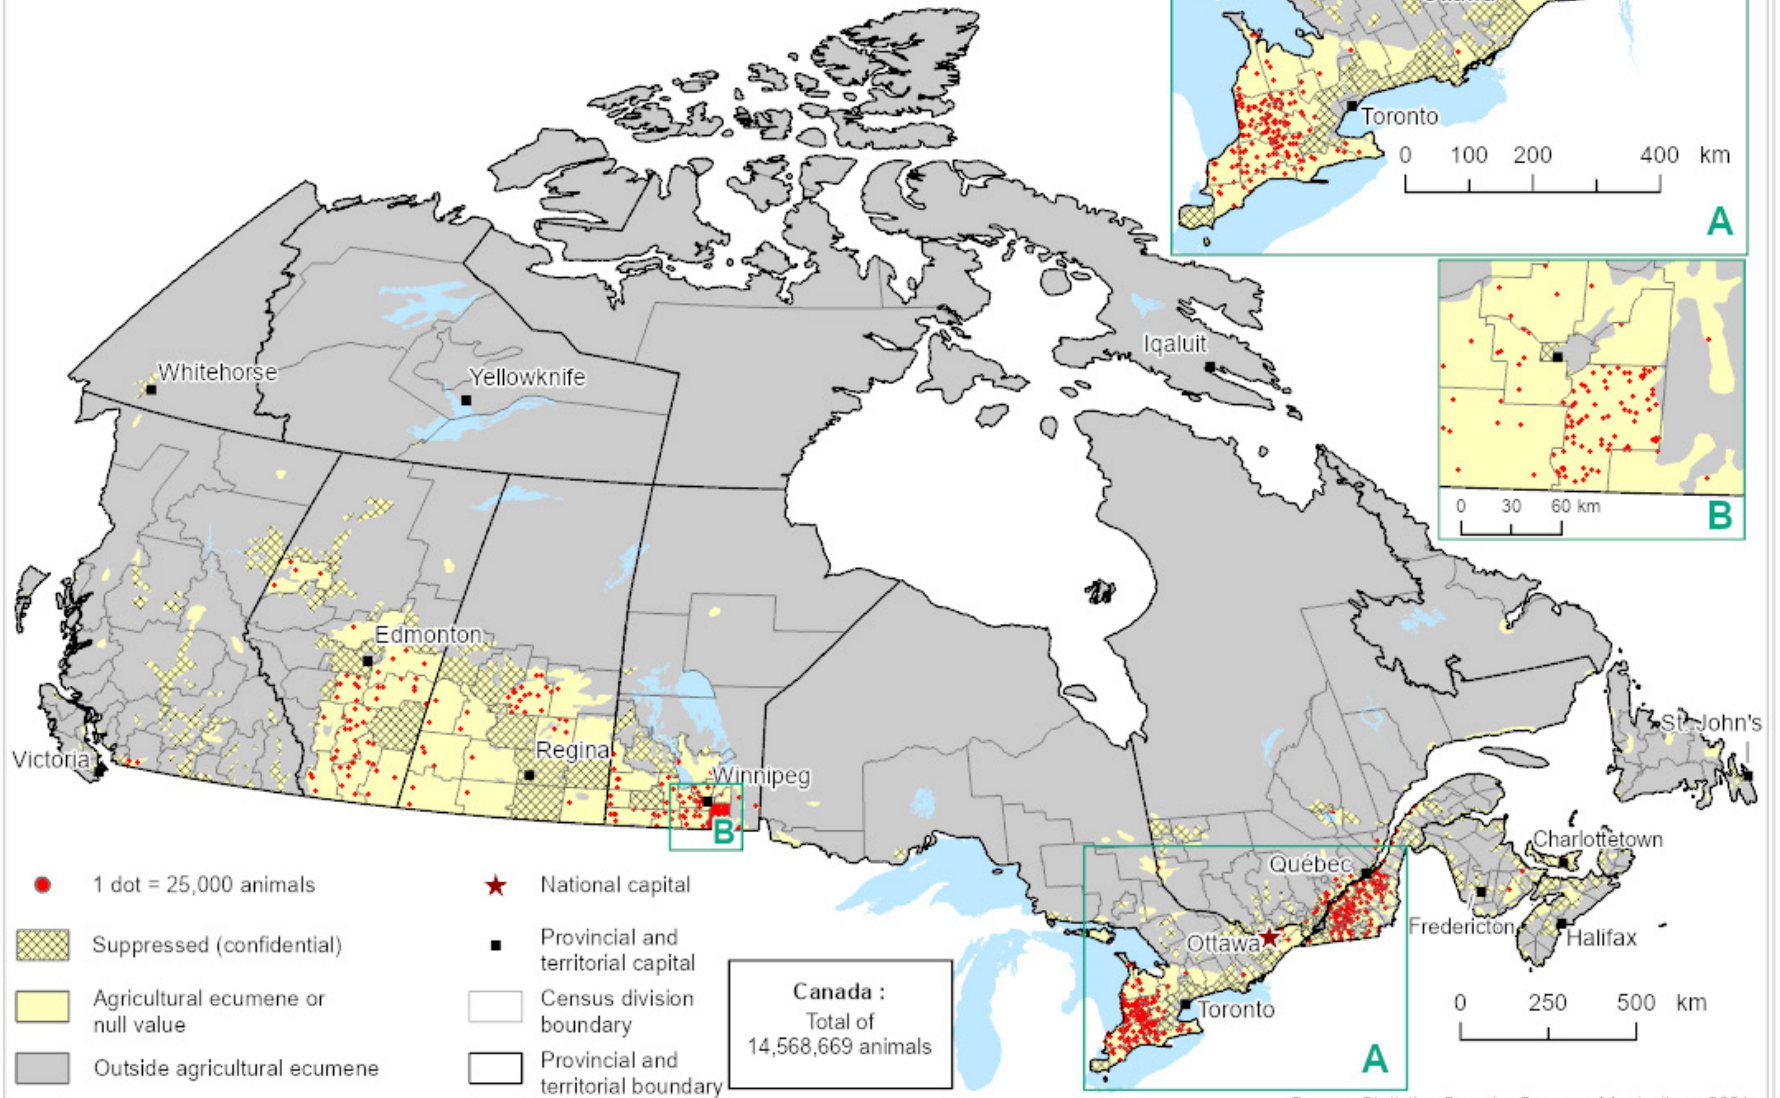 Toronto
0 100 200 400 km
A
Whitehorse
Yellowknife
Iqaluit
0 30 60 km
B
Edmonton
Regina
Victoria
Winnipeg
B
St. John's
Charlottetown
Québec
Fredericton
Halifax
Ottawa
Toronto
A
0 250 500 km
1 dot = 25,000 animals
Suppressed (confidential)
Agricultural ecumene or
null value
Outside agricultural ecumene
National capital
Provincial and
territorial capital
Census division
boundary
Provincial and
territorial boundary
Canada :
Total of
14,568,669 animals